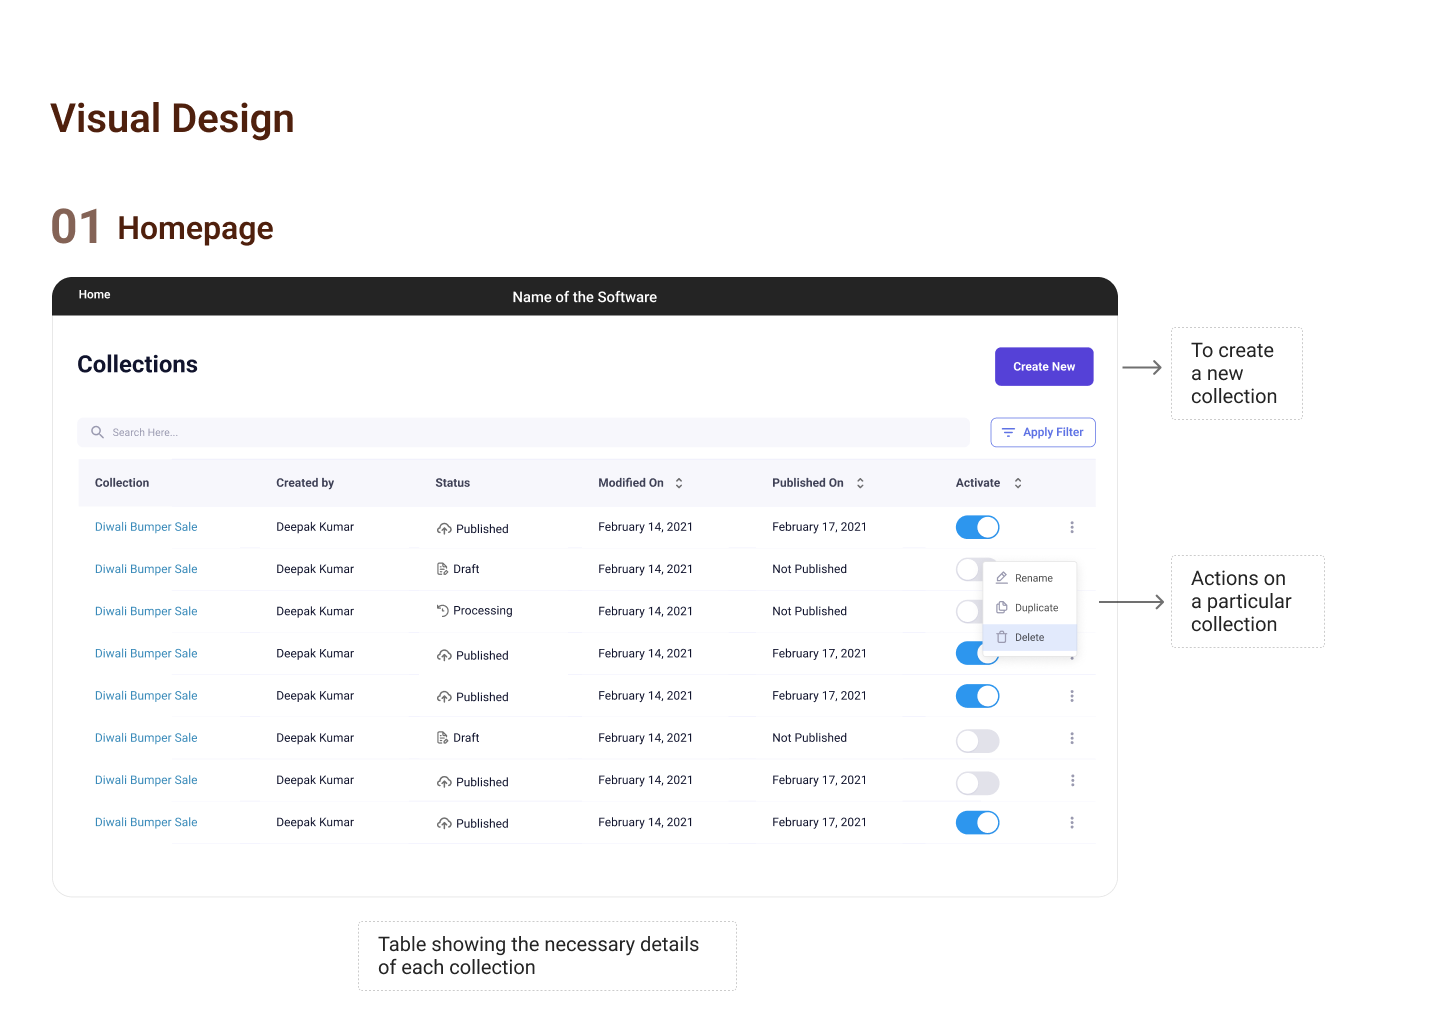 Visual Design
01 Homepage
Home
Name of the Software
Collections
Create New
To create
a new
collection
Search Here...
Apply Filter
Collection Created by Status Modified On Published On Activate
Diwali Bumper Sale Deepak Kumar Published February 14, 2021 February 17, 2021
Diwali Bumper Sale Deepak Kumar Draft February 14, 2021 Not Published
Rename
Duplicate
Delete
Actions on
a particular
collection
Diwali Bumper Sale Deepak Kumar Processing February 14, 2021 Not Published
Diwali Bumper Sale Deepak Kumar Published February 14, 2021 February 17, 2021
Diwali Bumper Sale Deepak Kumar Published February 14, 2021 February 17, 2021
Diwali Bumper Sale Deepak Kumar Draft February 14, 2021 Not Published
Diwali Bumper Sale Deepak Kumar Published February 14, 2021 February 17, 2021
Diwali Bumper Sale Deepak Kumar Published February 14, 2021 February 17, 2021
Table showing the necessary details
of each collection